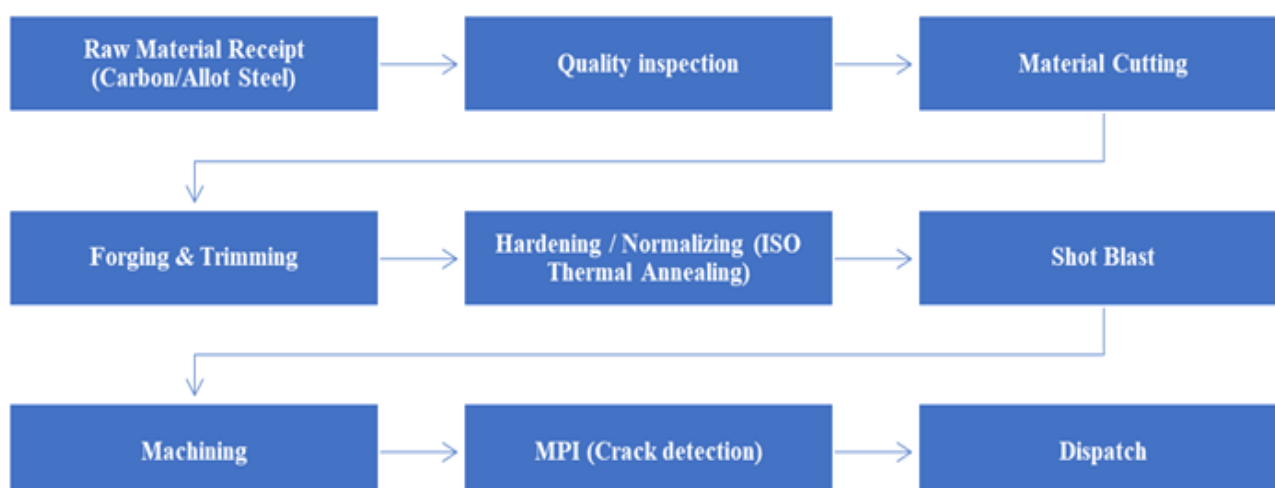 Raw Material Receipt
(Carbon/Allot Steel)
Quality inspection
Material Cutting
Forging & Trimming
Hardening / Normalizing (ISO
Thermal Annealing)
Shot Blast
Machining
MPI (Crack detection)
Dispatch